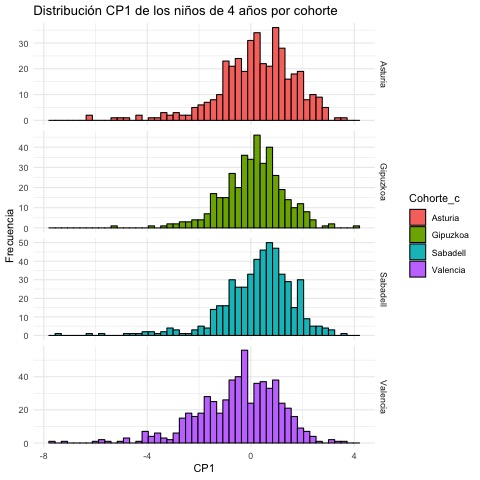 Distribución CP1 de los niños de 4 años por cohorte
Frecuencia
30
20
10
0
Asturia
40
30
20
10
0
Gipuzkoa
50
40
30
20
10
0
Sabadell
40
20
0
Valencia
-8
-4
0
4
CP1
Cohorte_c
Asturia
Gipuzkoa
Sabadell
Valencia